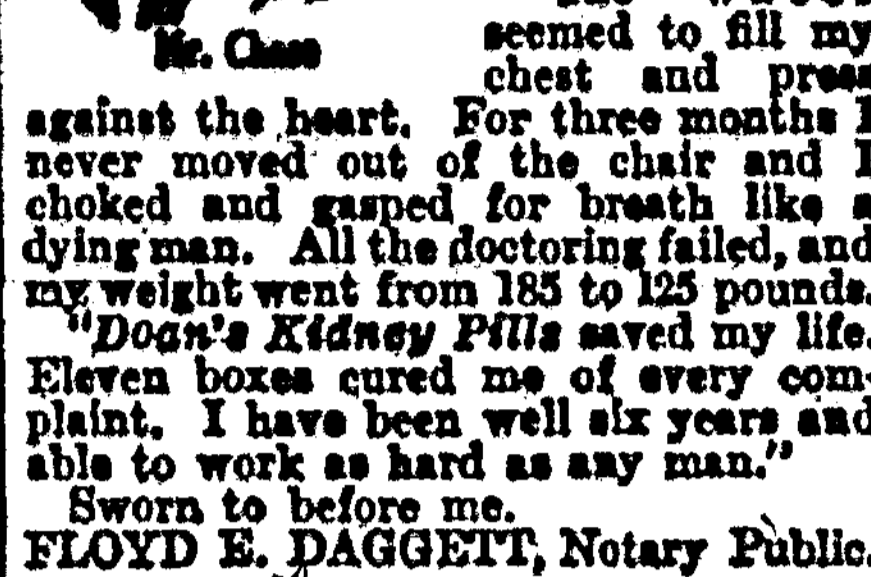 Mr. Chase
seemed to fill my
chest and press
against the heart. For three months I
never moved out of the chair and I
choked and gasped for breath like a
dying man. All the doctoring failed, and
my weight went from 185 to 125 pounds.
"Doan's Kidney Pills saved my life.
Eleven boxes cured me of every com-
plaint. I have been well six years and
able to work as hard as any man."
Sworn to before me.
FLOYD E. DAGGETT, Notary Public.